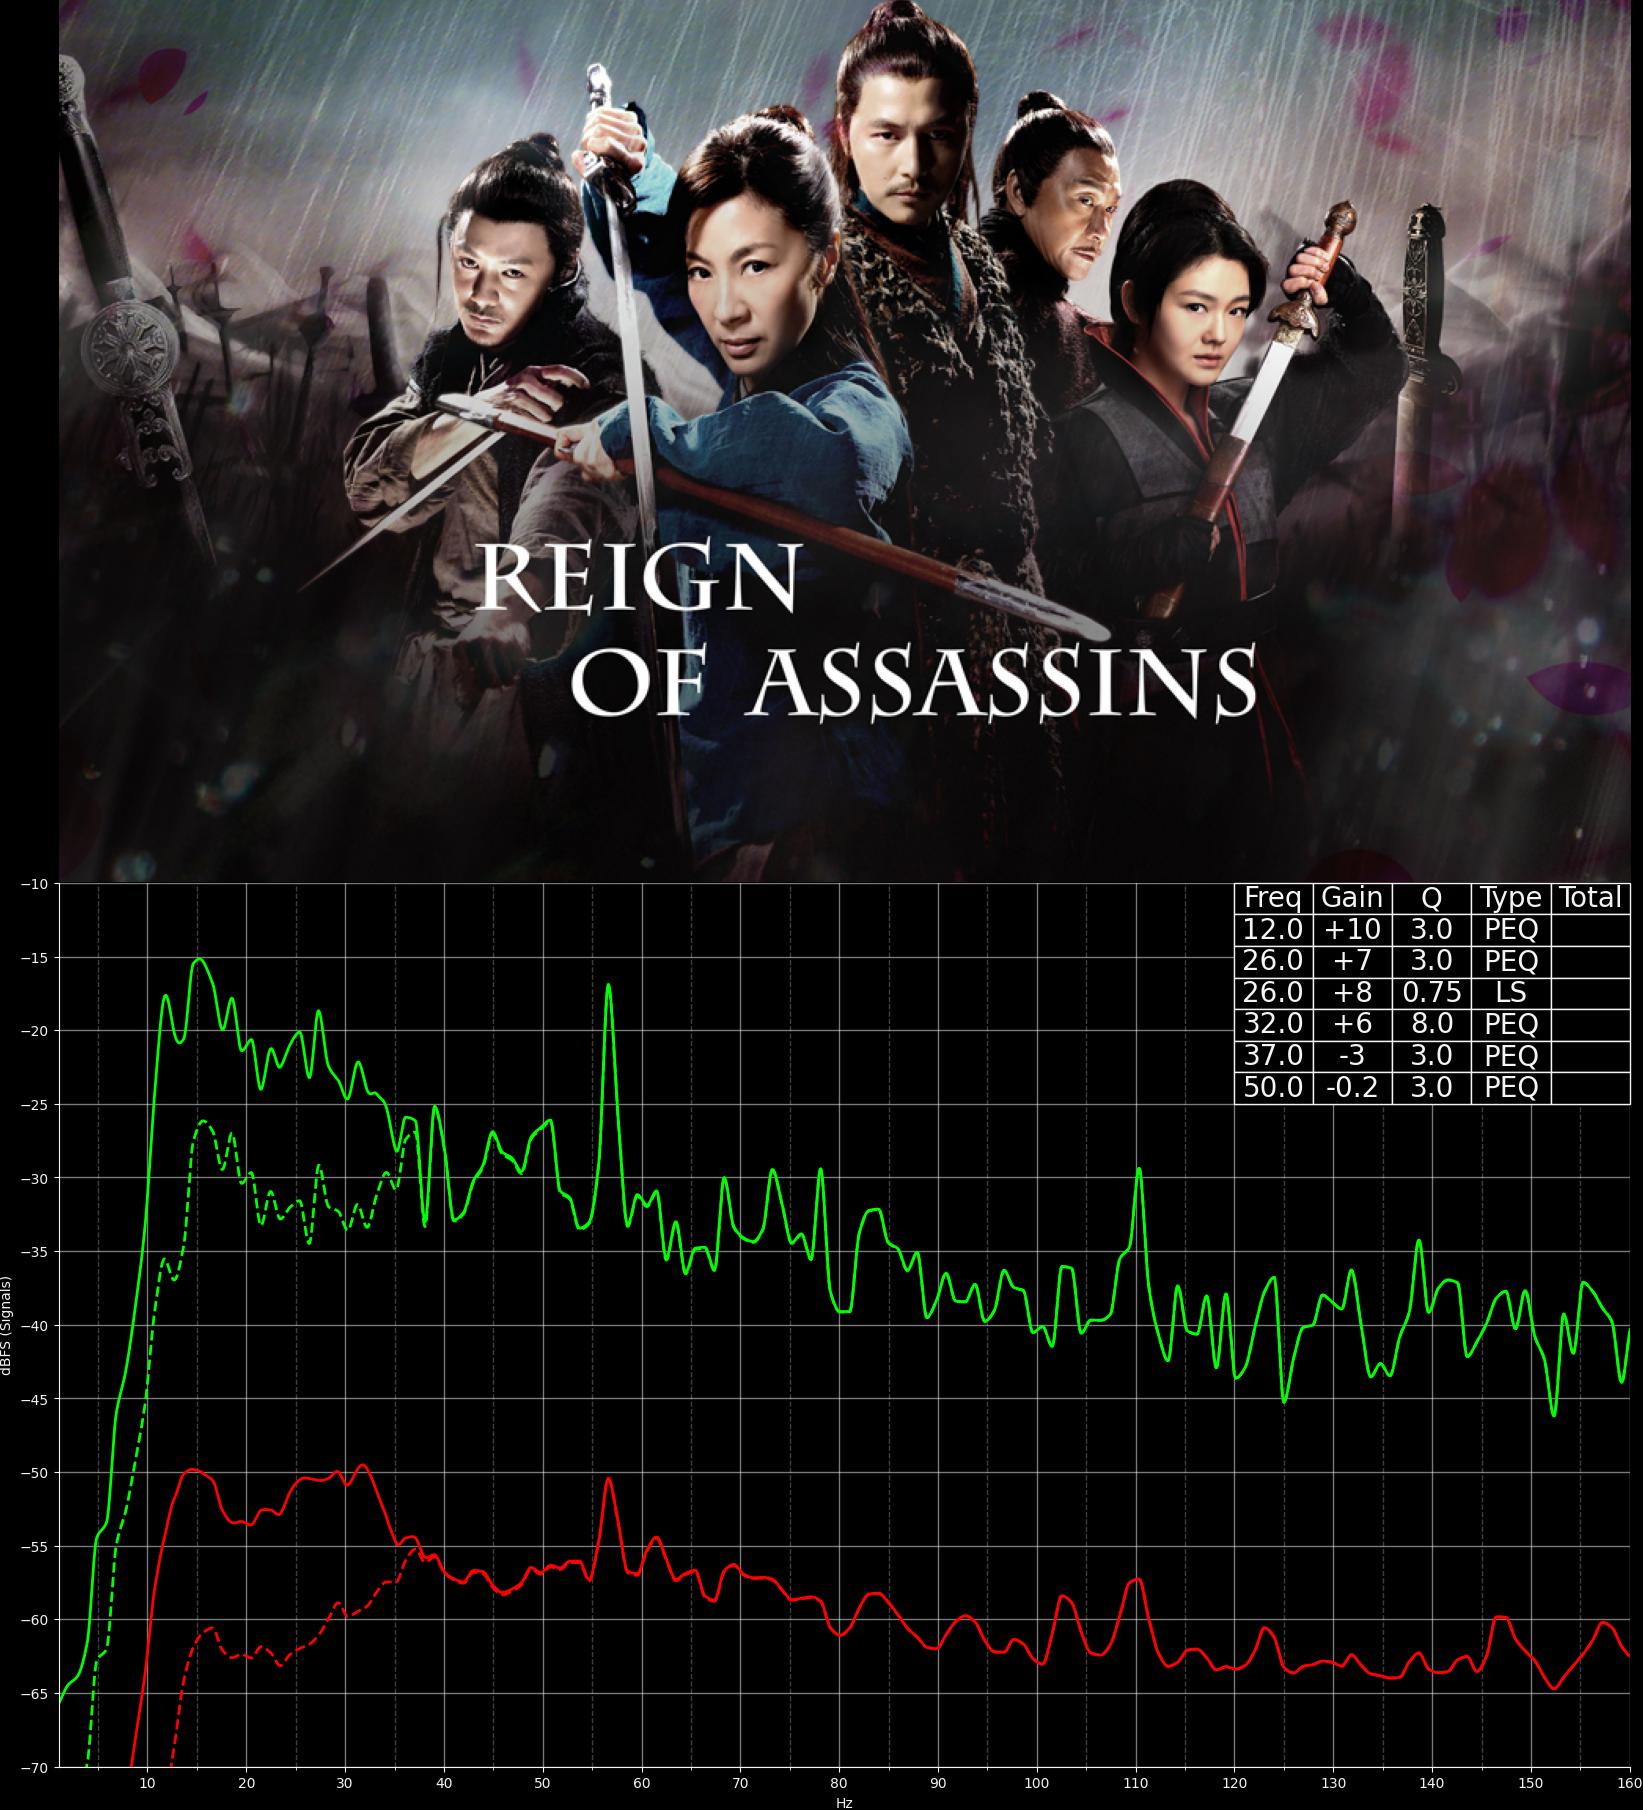 REIGN
OF ASSASSINS
Freq Gain Q Type Total
12.0 +10 3.0 PEQ
26.0 +7 3.0 PEQ
26.0 +8 0.75 LS
32.0 +6 8.0 PEQ
37.0 -3 3.0 PEQ
50.0 -0.2 3.0 PEQ
−10
−15
−20
−25
−30
−35
−40
−45
−50
−55
−60
−65
−70
dBFS (Signals)
10 20 30 40 50 60 70 80 90 100 110 120 130 140 150 160
Hz